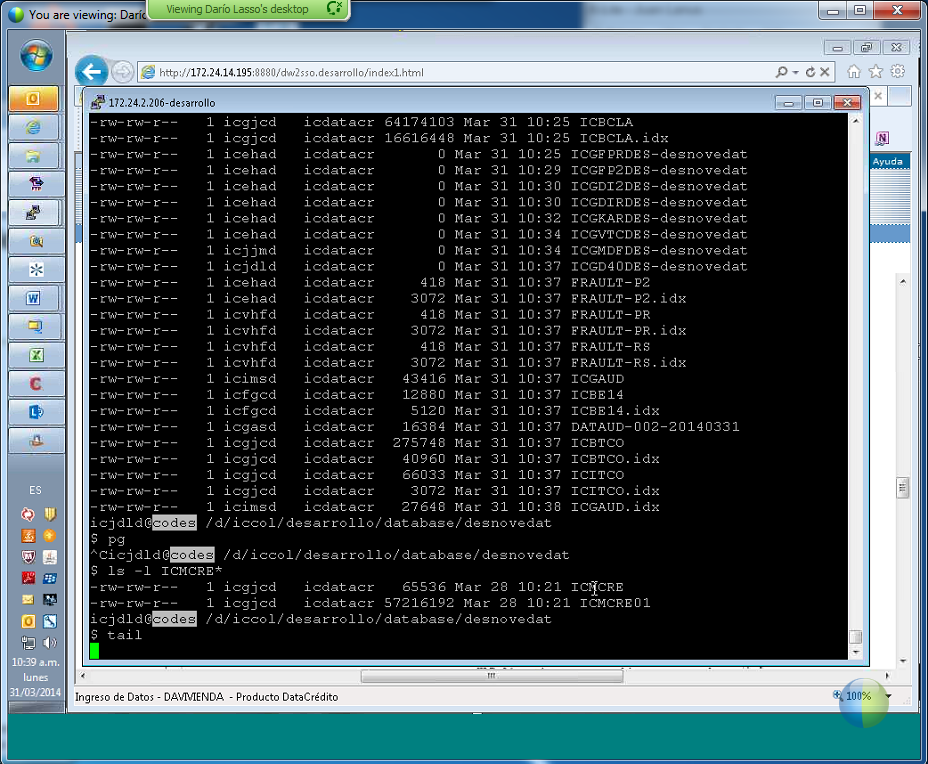 You are viewing: Darío
Viewing Darío Lasso's desktop
http://172.24.14.195:8880/dw2sso.desarrollo/index1.html
172.24.2.206-desarrollo
Ayuda
-rw-rw-r-- 1 icgjcd icdatacr 64174103 Mar 31 10:25 ICBCLA
-rw-rw-r-- 1 icgjcd icdatacr 16616448 Mar 31 10:25 ICBCLA.idx
-rw-rw-r-- 1 icehad icdatacr 0 Mar 31 10:25 ICGFPRDES-desnovedat
-rw-rw-r-- 1 icehad icdatacr 0 Mar 31 10:29 ICGFP2DES-desnovedat
-rw-rw-r-- 1 icehad icdatacr 0 Mar 31 10:30 ICGDI2DES-desnovedat
-rw-rw-r-- 1 icehad icdatacr 0 Mar 31 10:30 ICGDIRDES-desnovedat
-rw-rw-r-- 1 icehad icdatacr 0 Mar 31 10:32 ICGKARDES-desnovedat
-rw-rw-r-- 1 icehad icdatacr 0 Mar 31 10:34 ICGVTCDES-desnovedat
-rw-rw-r-- 1 icjjmd icdatacr 0 Mar 31 10:34 ICGMDFDES-desnovedat
-rw-rw-r-- 1 icjdld icdatacr 0 Mar 31 10:37 ICGD40DES-desnovedat
-rw-rw-r-- 1 icehad icdatacr 418 Mar 31 10:37 FRAULT-P2
-rw-rw-r-- 1 icehad icdatacr 3072 Mar 31 10:37 FRAULT-P2.idx
-rw-rw-r-- 1 icvhfd icdatacr 418 Mar 31 10:37 FRAULT-PR
-rw-rw-r-- 1 icvhfd icdatacr 3072 Mar 31 10:37 FRAULT-PR.idx
-rw-rw-r-- 1 icvhfd icdatacr 418 Mar 31 10:37 FRAULT-RS
-rw-rw-r-- 1 icvhfd icdatacr 3072 Mar 31 10:37 FRAULT-RS.idx
-rw-rw-r-- 1 icimsd icdatacr 43416 Mar 31 10:37 ICGAUD
-rw-rw-r-- 1 icfgcd icdatacr 12880 Mar 31 10:37 ICBE14
-rw-rw-r-- 1 icfgcd icdatacr 5120 Mar 31 10:37 ICBE14.idx
-rw-rw-r-- 1 icgasd icdatacr 16384 Mar 31 10:37 DATAUD-002-20140331
-rw-rw-r-- 1 icgjcd icdatacr 275748 Mar 31 10:37 ICBTCO
-rw-rw-r-- 1 icgjcd icdatacr 40960 Mar 31 10:37 ICBTCO.idx
-rw-rw-r-- 1 icgjcd icdatacr 66033 Mar 31 10:37 ICITCO
-rw-rw-r-- 1 icgjcd icdatacr 3072 Mar 31 10:37 ICITCO.idx
-rw-rw-r-- 1 icimsd icdatacr 27648 Mar 31 10:38 ICGAUD.idx
icjdld@codes /d/iccol/desarrollo/database/desnovedat
$ pg
^Cicjdld@codes /d/iccol/desarrollo/database/desnovedat
$ ls -l ICMCRE*
-rw-rw-r-- 1 icgjcd icdatacr 65536 Mar 28 10:21 ICMCRE
-rw-rw-r-- 1 icgjcd icdatacr 57216192 Mar 28 10:21 ICMCRE01
icjdld@codes /d/iccol/desarrollo/database/desnovedat
$ tail
ES
10:39 a.m.
lunes
31/03/2014
Ingreso de Datos - DAVIVIENDA - Producto DataCrédito
100%